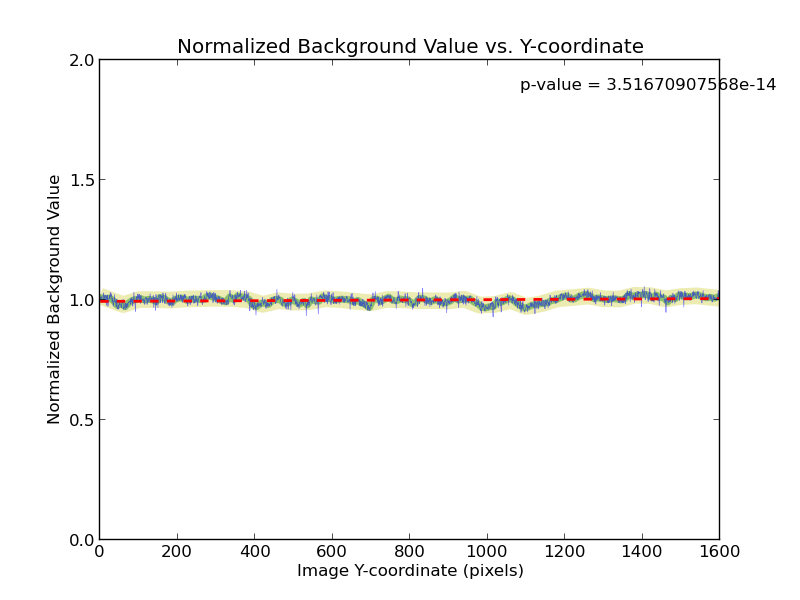 Normalized Background Value vs. Y-coordinate
p-value = 3.51670907568e-14
Normalized Background Value
2.0
1.5
1.0
0.5
0.0
0 200 400 600 800 1000 1200 1400 1600
Image Y-coordinate (pixels)